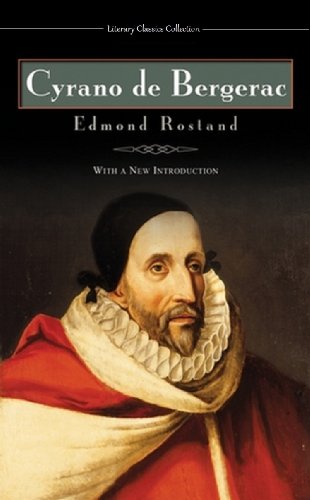 Literary Classics Collection
Cyrano de Bergerac
Edmond Rostand
With a New Introduction